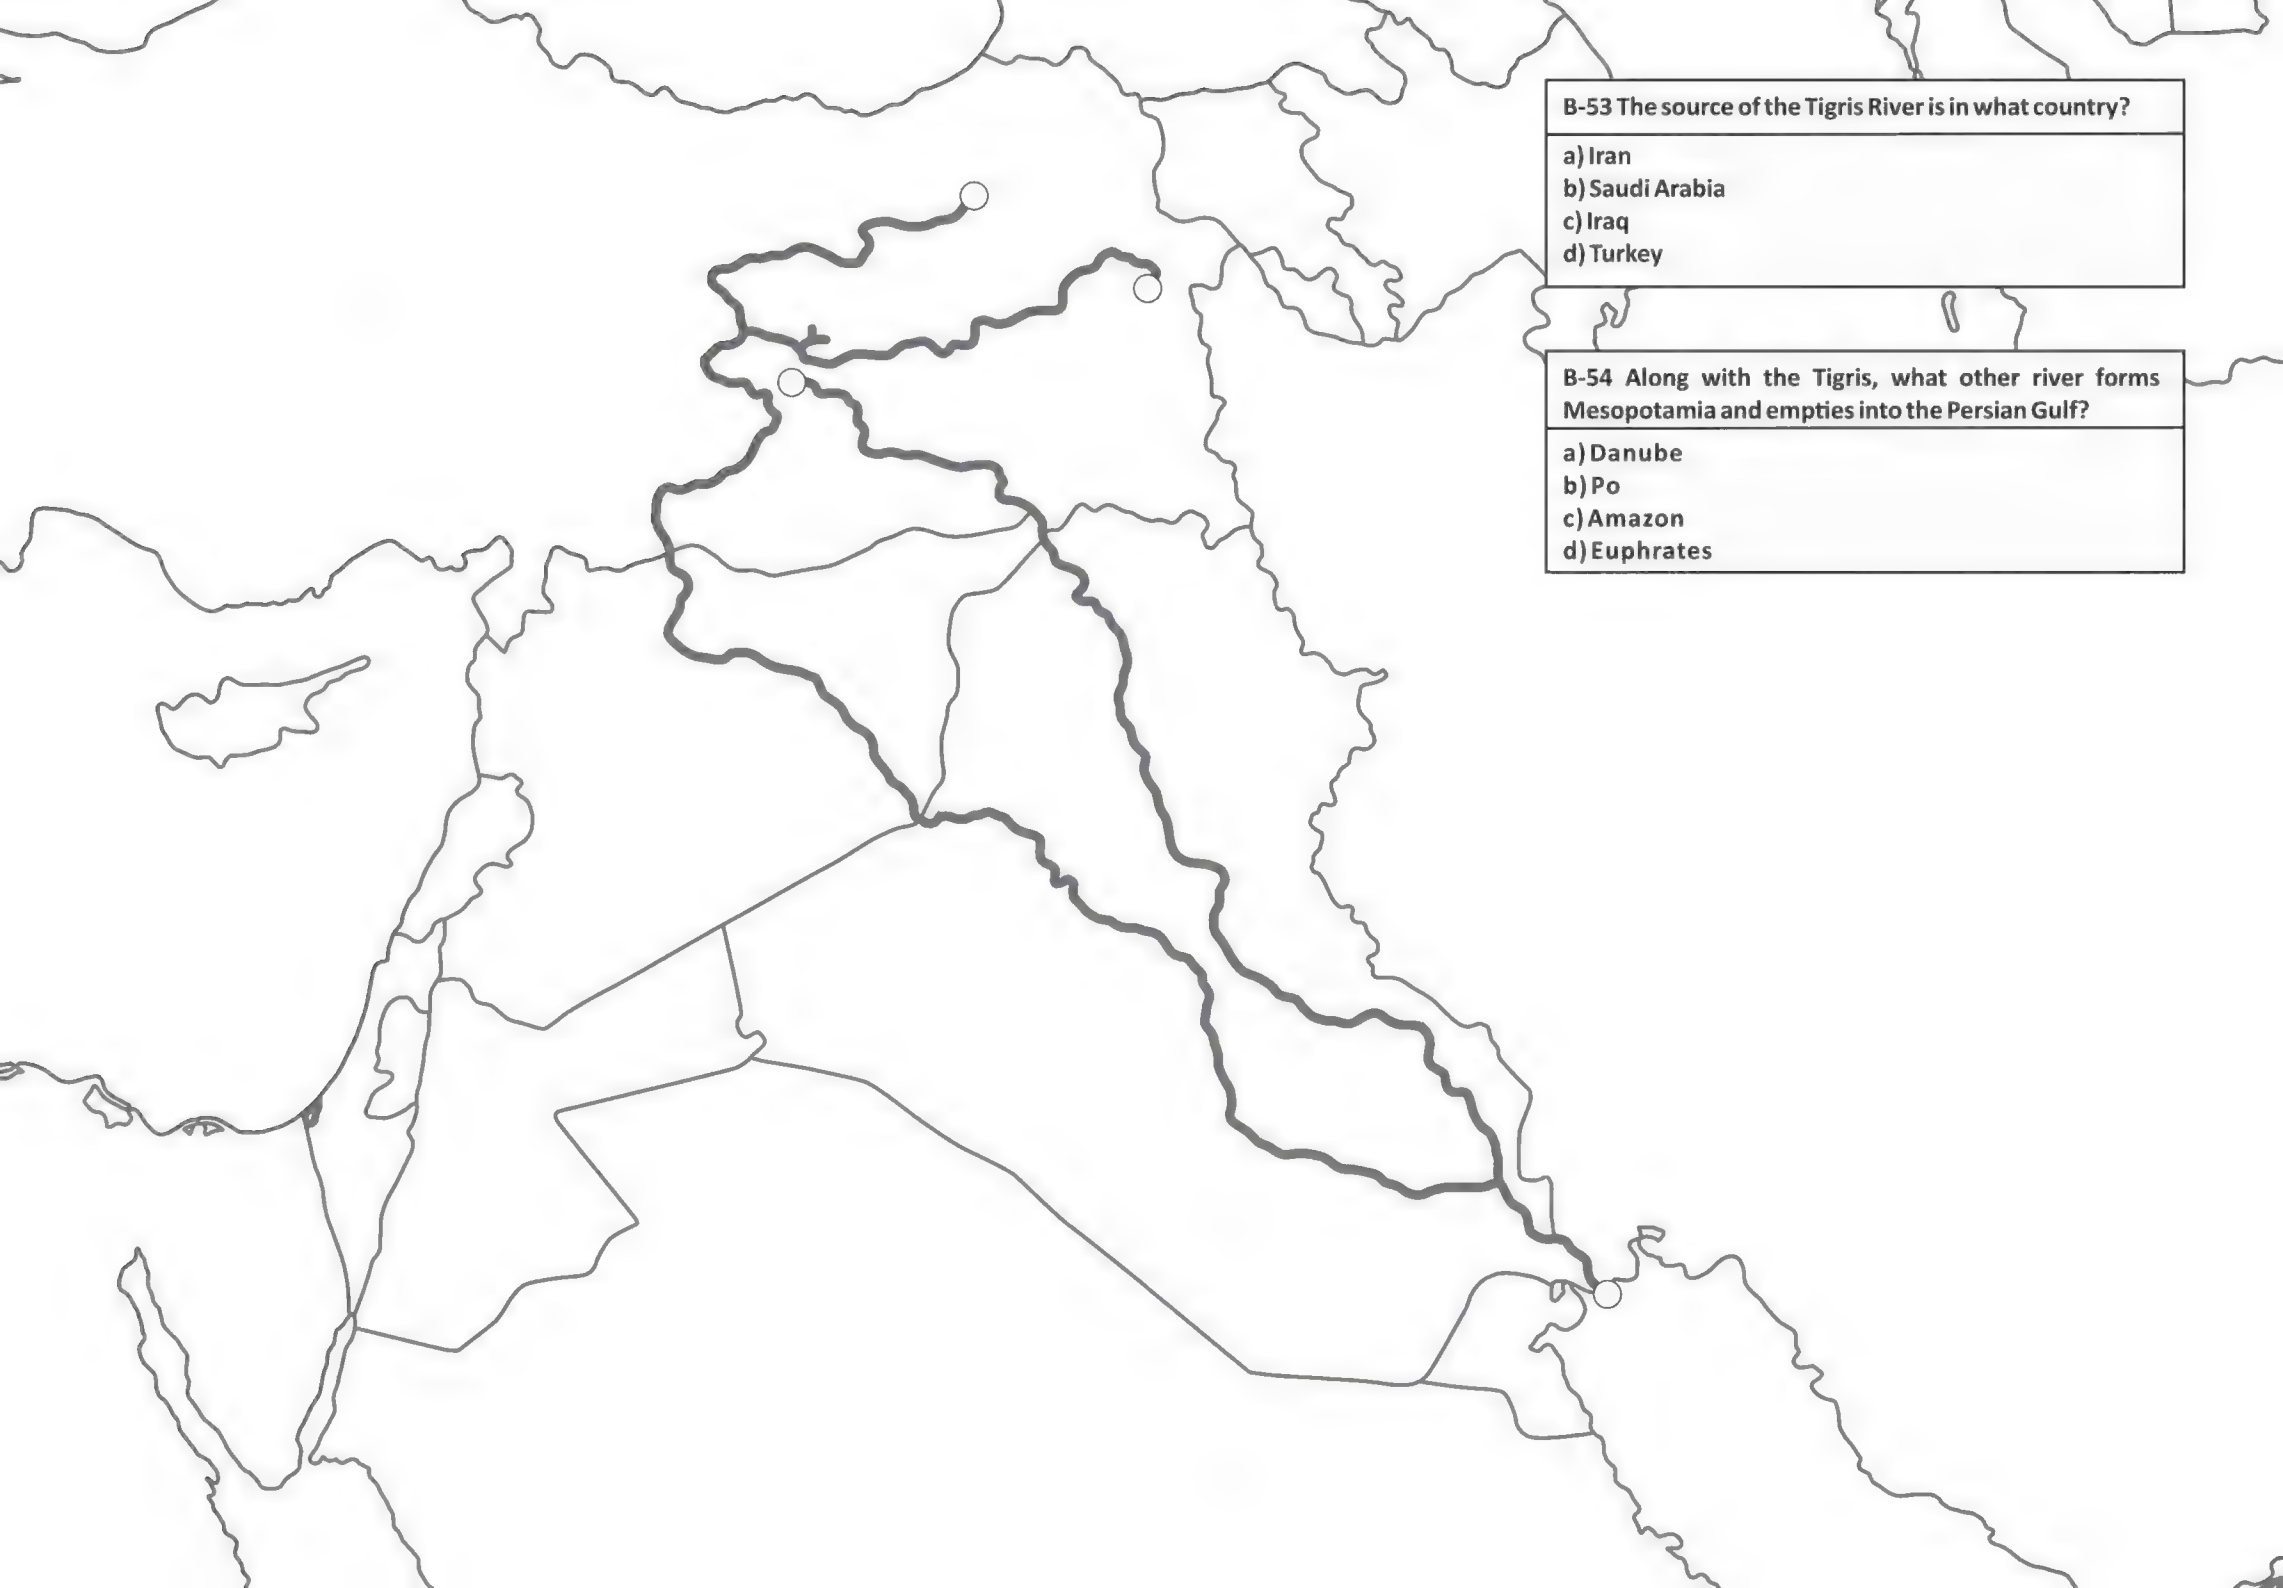 B-53 The source of the Tigris River is in what country?
a) Iran
b) Saudi Arabia
c) Iraq
d) Turkey
B-54 Along with the Tigris, what other river forms
Mesopotamia and empties into the Persian Gulf?
a) Danube
b) Po
c) Amazon
d) Euphrates